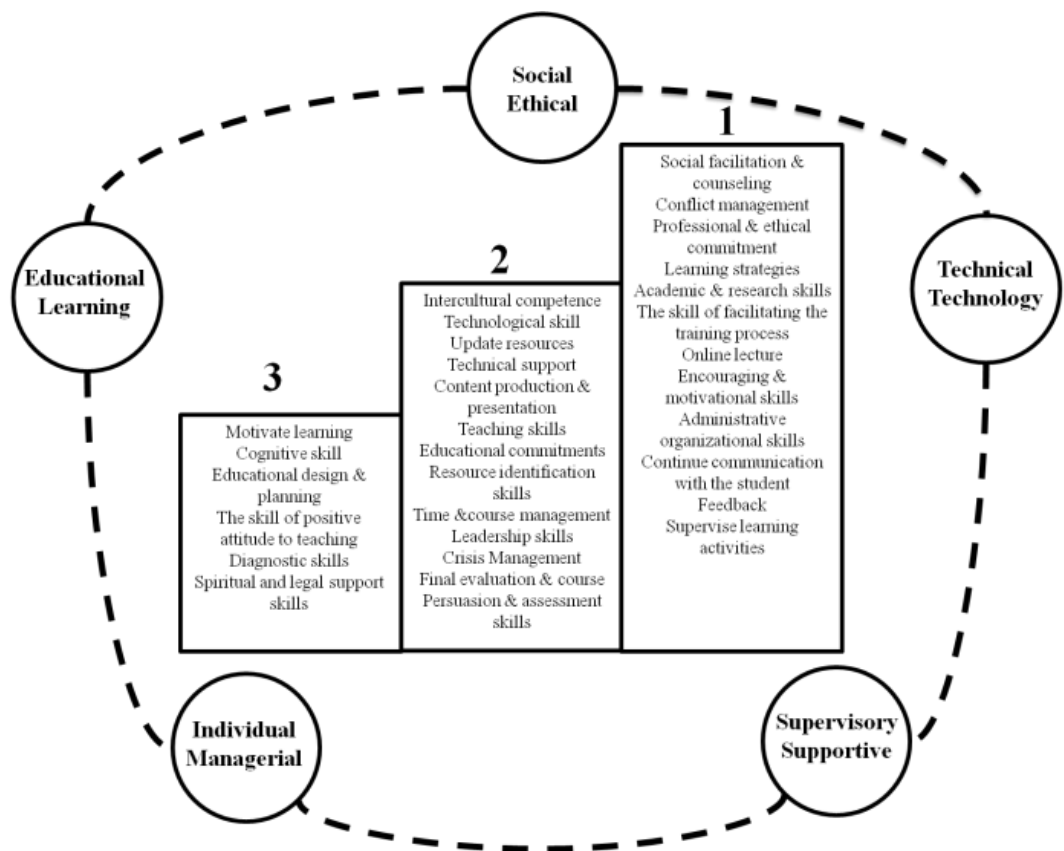 Social
Ethical
Educational
Learning
Technical
Technology
1
Social facilitation &
counseling
Conflict management
Professional & ethical
commitment
Learning strategies
Academic & research skills
The skill of facilitating the
training process
Online lecture
Encouraging &
motivational skills
Administrative
organizational skills
Continue communication
with the student
Feedback
Supervise learning
activities
2
Intercultural competence
Technological skill
Update resources
Technical support
Content production &
presentation
Teaching skills
Educational commitments
Resource identification
skills
Time &course management
Leadership skills
Crisis Management
Final evaluation & course
Persuasion & assessment
skills
3
Motivate learning
Cognitive skill
Educational design &
planning
The skill of positive
attitude to teaching
Diagnostic skills
Spiritual and legal support
skills
Individual
Managerial
Supervisory
Supportive